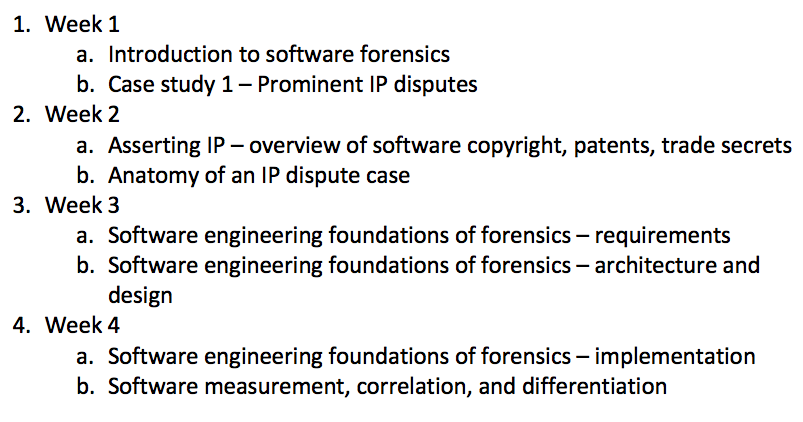 1. Week 1
a. Introduction to software forensics
b. Case study 1 – Prominent IP disputes
2. Week 2
a. Asserting IP – overview of software copyright, patents, trade secrets
b. Anatomy of an IP dispute case
3. Week 3
a. Software engineering foundations of forensics – requirements
b. Software engineering foundations of forensics – architecture and
design
4. Week 4
a. Software engineering foundations of forensics – implementation
b. Software measurement, correlation, and differentiation